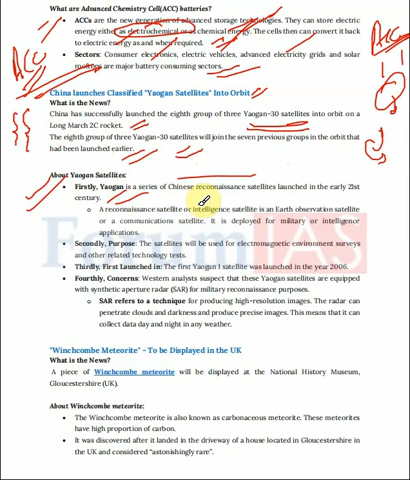 What are Advanced Chemistry Cell(ACC) batteries?
• ACCs are the new generation of advanced storage technologies. They can store electric
energy either as electrochemical or as chemical energy. The cells then can convert it back
to electric energy as and when required.
• Sectors: Consumer electronics, electric vehicles, advanced electricity grids and solar
rooftops are major battery consuming sectors.
ACC
ACC
China launches Classified "Yaogan Satellites" Into Orbit
What is the News?
China has successfully launched the eighth group of three Yaogan-30 satellites into orbit on a
Long March 2C rocket.
The eighth group of three Yaogan-30 satellites will join the seven previous groups in the orbit that
had been launched earlier.
About Yaogan Satellites:
• Firstly, Yaogan is a series of Chinese reconnaissance satellites launched in the early 21st
century.
o A reconnaissance satellite or intelligence satellite is an Earth observation satellite
or a communications satellite. It is deployed for military or intelligence
applications.
• Secondly, Purpose: The satellites will be used for electromagnetic environment surveys
and other related technology tests.
• Thirdly, First Launched in: The first Yaogan 1 satellite was launched in the year 2006.
• Fourthly, Concerns: Western analysts suspect that these Yaogan satellites are equipped
with synthetic aperture radar (SAR) for military reconnaissance purposes.
o SAR refers to a technique for producing high-resolution images. The radar can
penetrate clouds and darkness and produce precise images. This means that it can
collect data day and night in any weather.
ForumIAS
"Winchcombe Meteorite" - To be Displayed in the UK
What is the News?
A piece of Winchcombe meteorite will be displayed at the National History Museum,
Gloucestershire (UK).
About Winchcombe meteorite:
• The Winchcombe meteorite is also known as carbonaceous meteorite. These meteorites
have high proportion of carbon.
• It was discovered after it landed in the driveway of a house located in Gloucestershire in
the UK and considered "astonishingly rare".